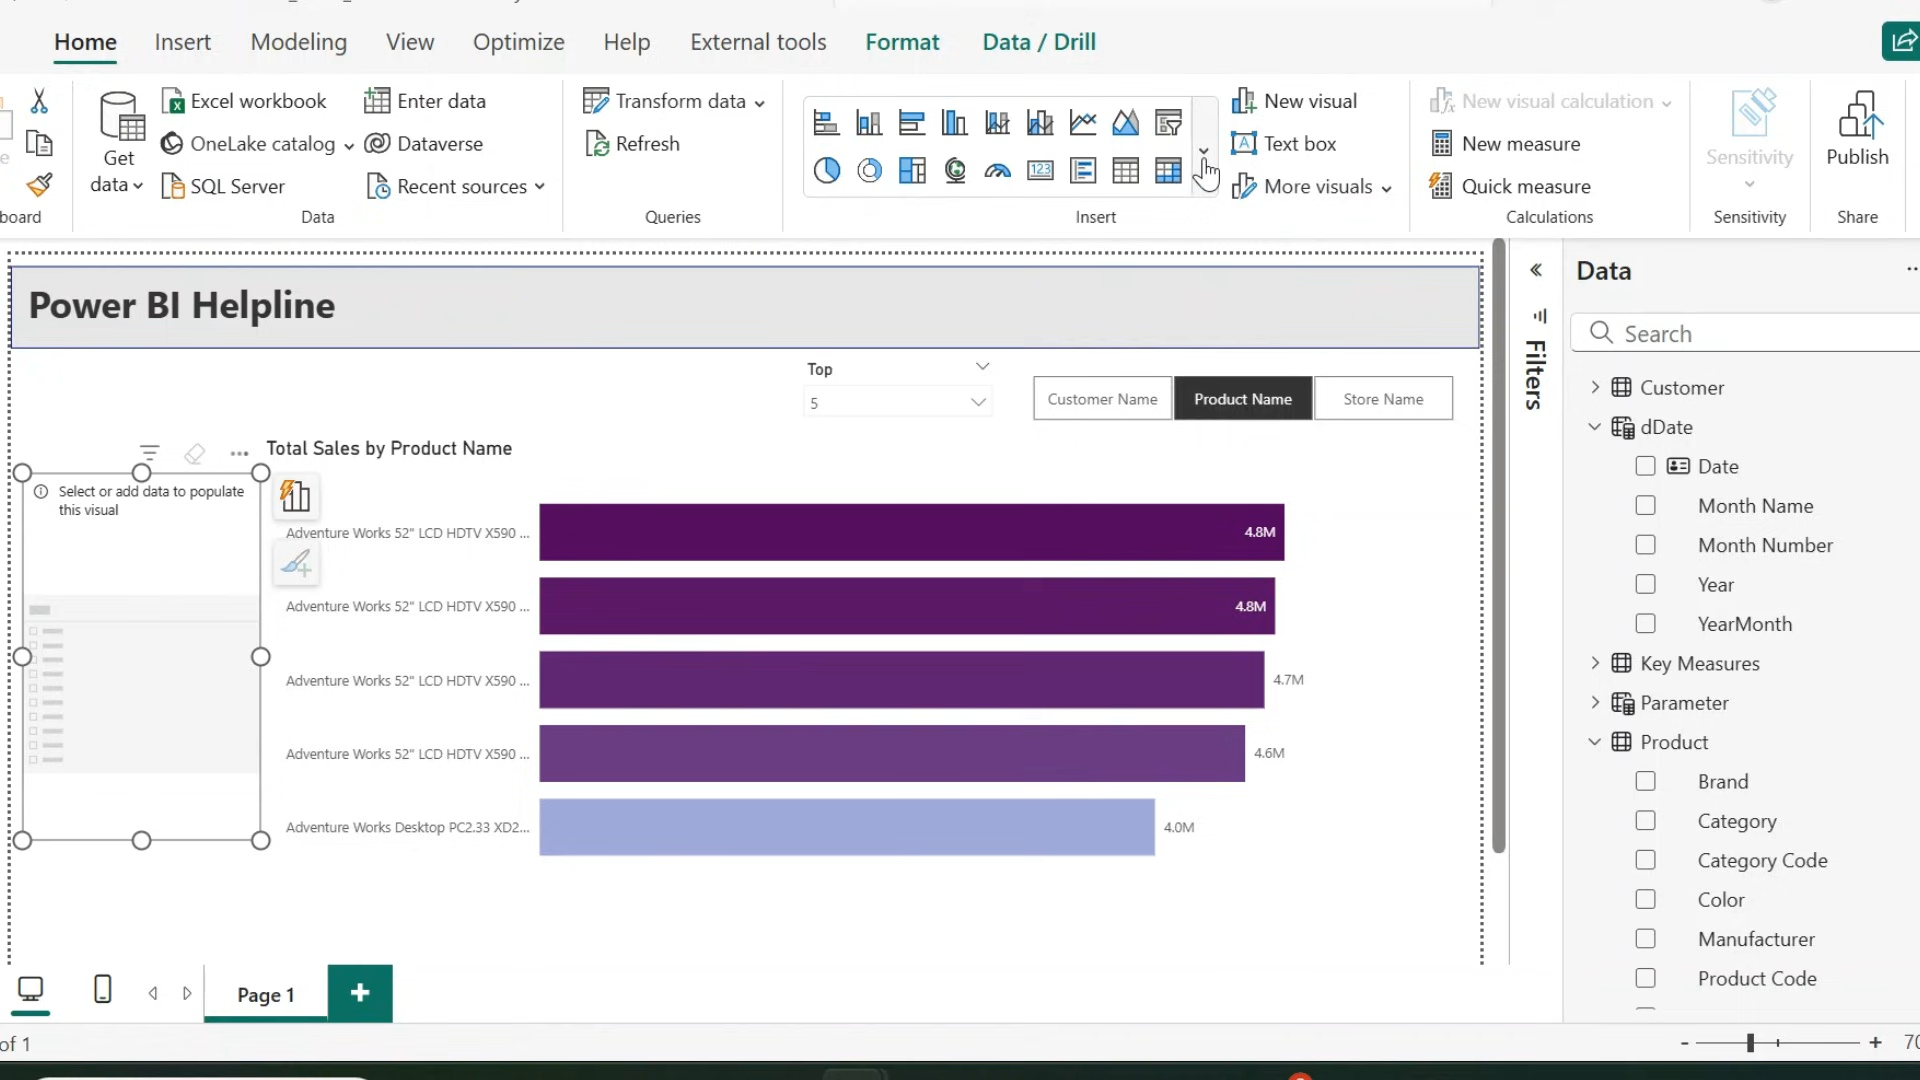 Home Insert Modeling View Optimize Help External tools Format Data / Drill
Excel workbook Enter data Transform data New visual New visual calculation
Get data OneLake catalog Dataverse Refresh Text box New measure Sensitivity Publish
SQL Server Recent sources 123 More visuals Quick measure
board Data Queries Insert Calculations Sensitivity Share
Power BI Helpline
Top
5
Customer Name Product Name Store Name
Total Sales by Product Name
Select or add data to populate
this visual
Adventure Works 52" LCD HDTV X590 ... 4.8M
Adventure Works 52" LCD HDTV X590 ... 4.8M
Adventure Works 52" LCD HDTV X590 ... 4.7M
Adventure Works 52" LCD HDTV X590 ... 4.6M
Adventure Works Desktop PC2.33 XD2... 4.0M
Filters
Data
Search
Customer
dDate
Date
Month Name
Month Number
Year
YearMonth
Key Measures
Parameter
Product
Brand
Category
Category Code
Color
Manufacturer
Product Code
Page 1
of 1
70